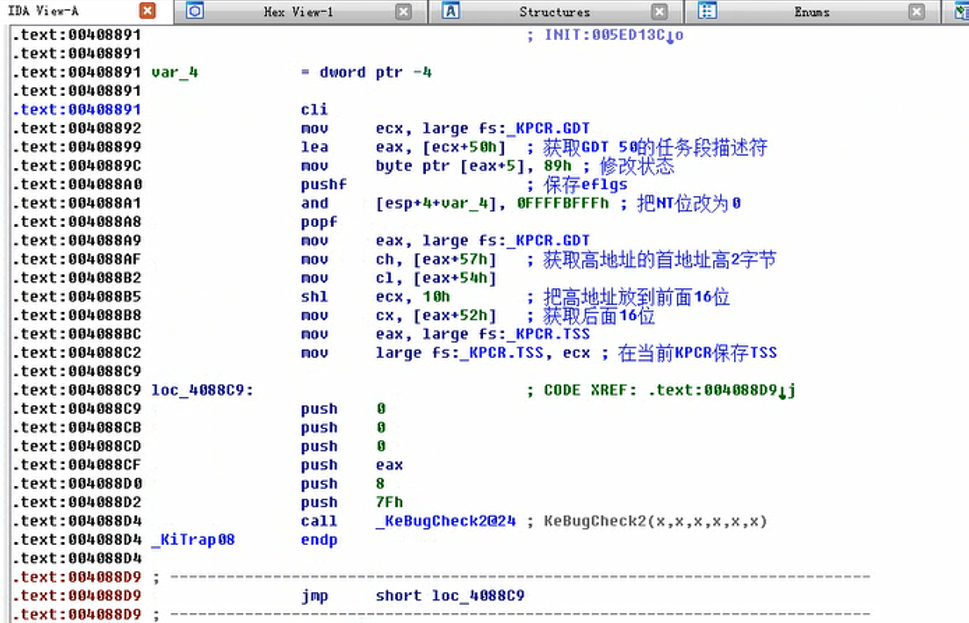 IDA View-A Hex View-1 Structures Enums
.text:00408891 ; INIT:005ED13C↓o
.text:00408891
.text:00408891 var_4 = dword ptr -4
.text:00408891
.text:00408891 cli
.text:00408892 mov ecx, large fs:_KPCR.GDT
.text:00408899 lea eax, [ecx+50h] ; 获取GDT 50的任务段描述符
.text:0040889C mov byte ptr [eax+5], 89h ; 修改状态
.text:004088A0 pushf ; 保存eflgs
.text:004088A1 and [esp+4+var_4], 0FFFFBFFFh ; 把NT位改为0
.text:004088A8 popf
.text:004088A9 mov eax, large fs:_KPCR.GDT
.text:004088AF mov ch, [eax+57h] ; 获取高地址的首地址高2字节
.text:004088B2 mov cl, [eax+54h]
.text:004088B5 shl ecx, 10h ; 把高地址放到前面16位
.text:004088B8 mov cx, [eax+52h] ; 获取后面16位
.text:004088BC mov eax, large fs:_KPCR.TSS
.text:004088C2 mov large fs:_KPCR.TSS, ecx ; 在当前KPCR保存TSS
.text:004088C9
.text:004088C9 loc_4088C9: ; CODE XREF: .text:004088D9↓j
.text:004088C9 push 0
.text:004088CB push 0
.text:004088CD push 0
.text:004088CF push eax
.text:004088D0 push 8
.text:004088D2 push 7Fh
.text:004088D4 call _KeBugCheck2@24 ; KeBugCheck2(x,x,x,x,x,x)
.text:004088D4 _KiTrap08 endp
.text:004088D4
.text:004088D9 ; ---------------------------------------------------------------------------
.text:004088D9 jmp short loc_4088C9
.text:004088D9 ; ---------------------------------------------------------------------------